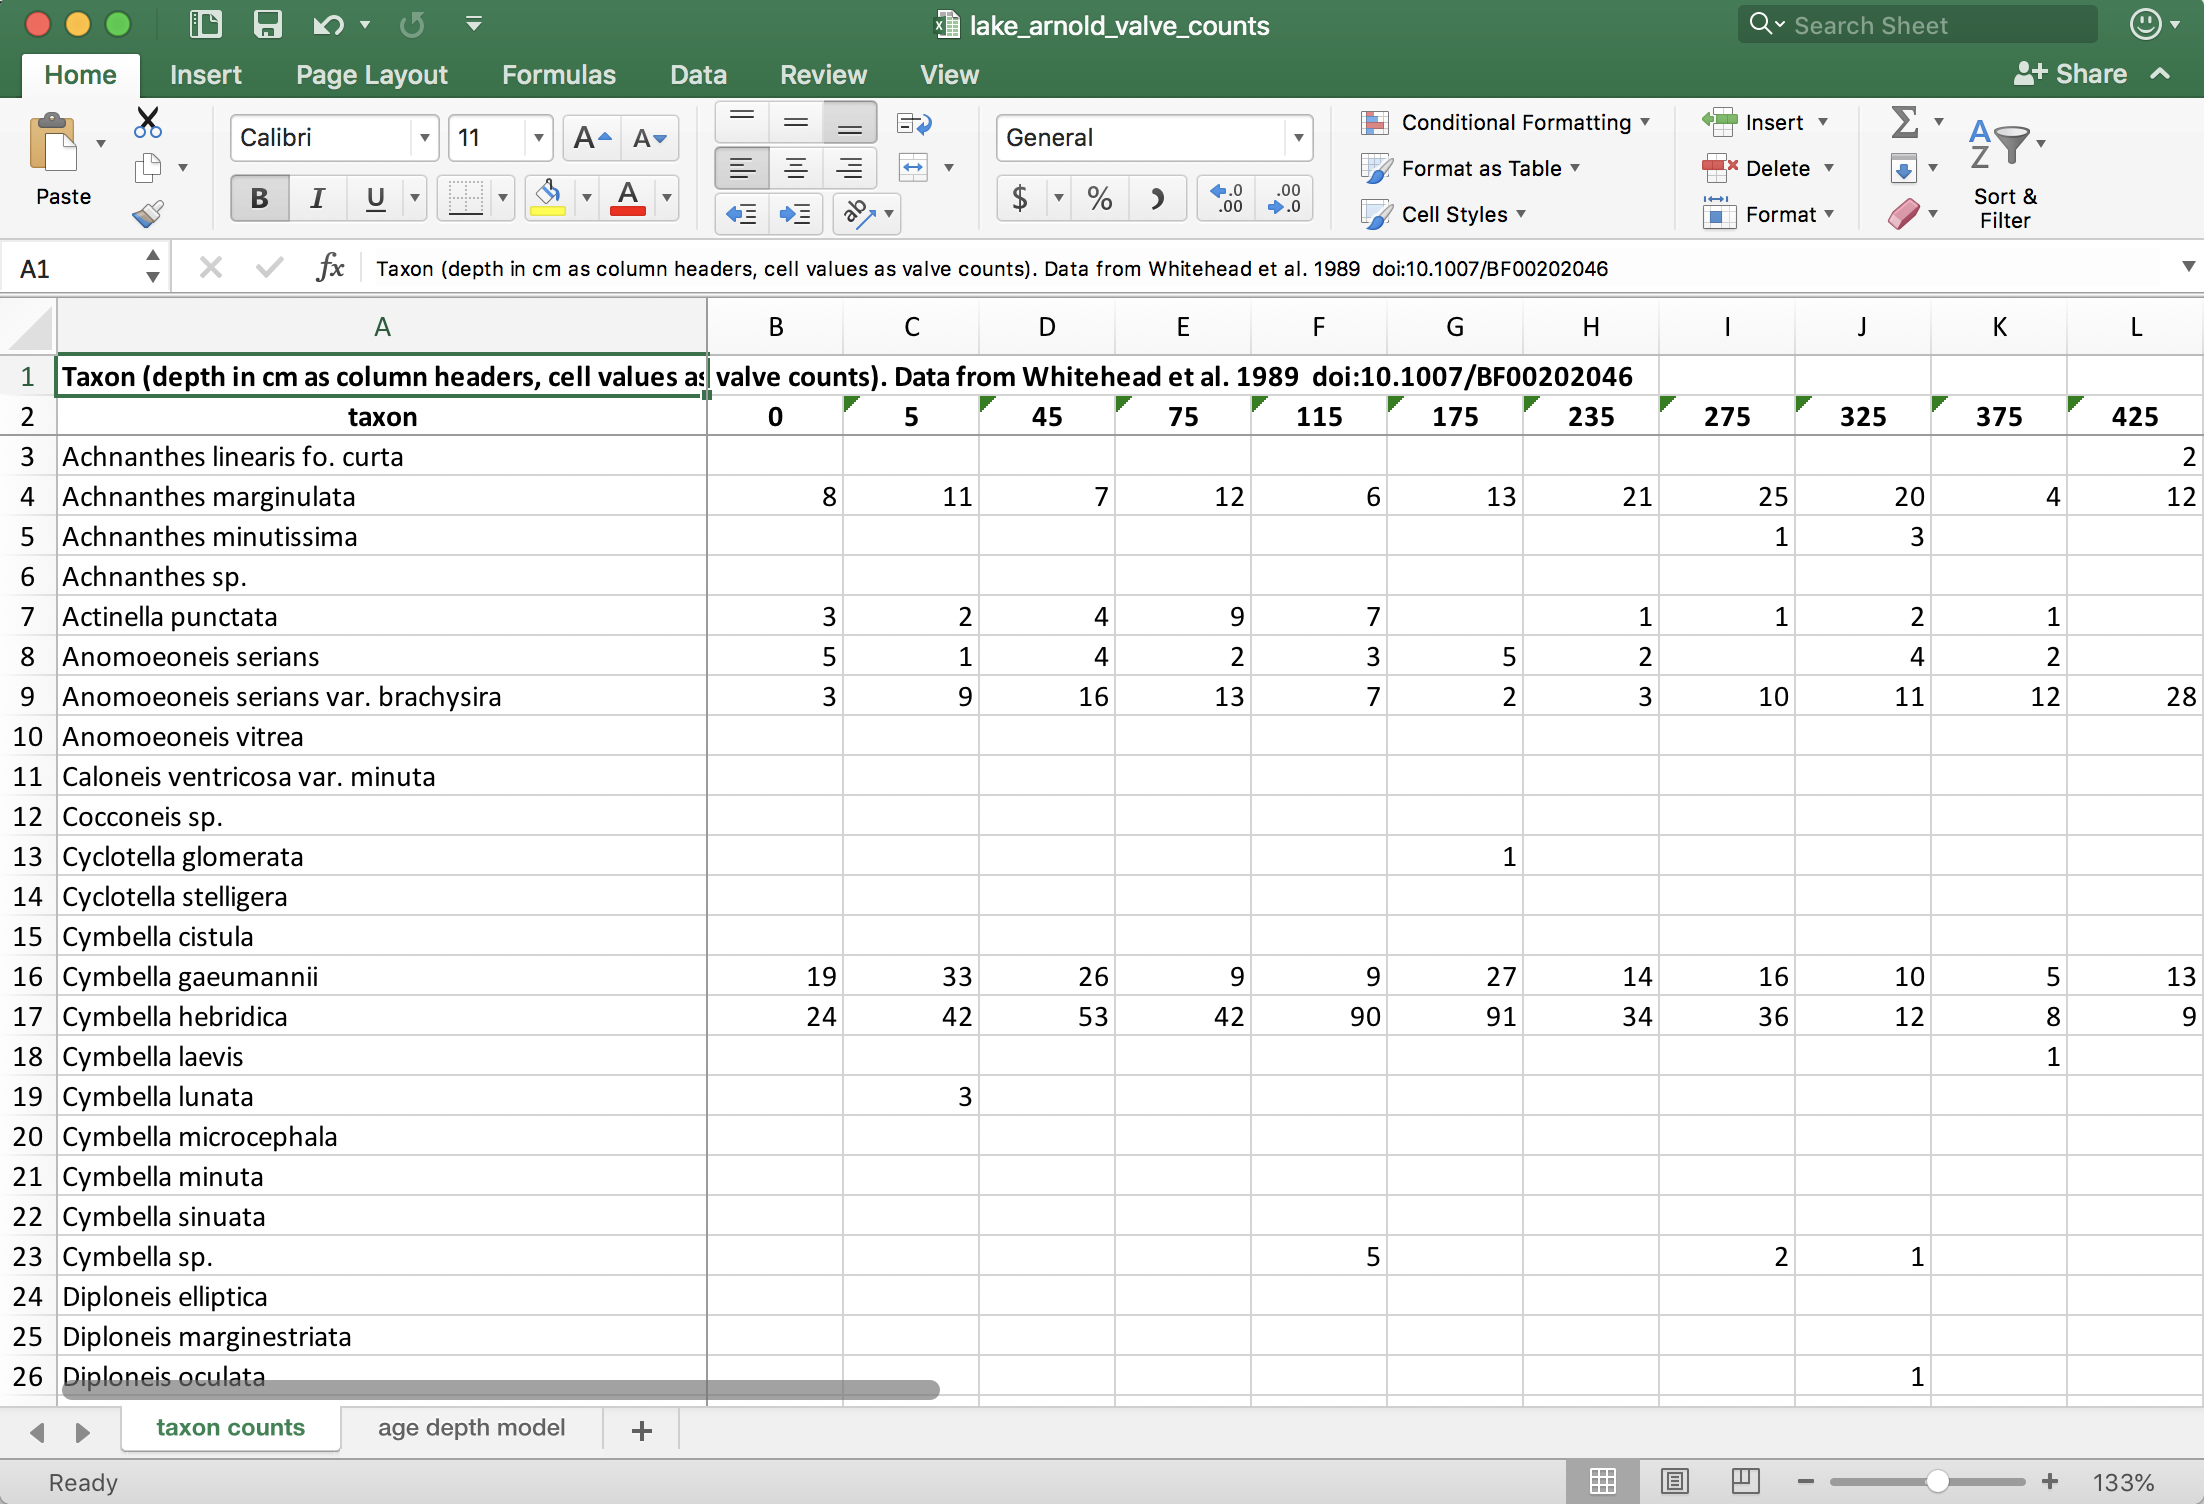 lake_arnold_valve_counts
Search Sheet
Home Insert Page Layout Formulas Data Review View
Share
Paste
Calibri 11
B I U
General
$ %
Conditional Formatting
Format as Table
Cell Styles
Insert
Delete
Format
Sort & Filter
A1 fx Taxon (depth in cm as column headers, cell values as valve counts). Data from Whitehead et al. 1989 doi:10.1007/BF00202046
A B C D E F G H I J K L
1 Taxon (depth in cm as column headers, cell values as valve counts). Data from Whitehead et al. 1989 doi:10.1007/BF00202046
2 taxon 0 5 45 75 115 175 235 275 325 375 425
3 Achnanthes linearis fo. curta 2
4 Achnanthes marginulata 8 11 7 12 6 13 21 25 20 4 12
5 Achnanthes minutissima 1 3
6 Achnanthes sp.
7 Actinella punctata 3 2 4 9 7 1 1 2 1
8 Anomoeoneis serians 5 1 4 2 3 5 2 4 2
9 Anomoeoneis serians var. brachysira 3 9 16 13 7 2 3 10 11 12 28
10 Anomoeoneis vitrea
11 Caloneis ventricosa var. minuta
12 Cocconeis sp.
13 Cyclotella glomerata 1
14 Cyclotella stelligera
15 Cymbella cistula
16 Cymbella gaeumannii 19 33 26 9 9 27 14 16 10 5 13
17 Cymbella hebridica 24 42 53 42 90 91 34 36 12 8 9
18 Cymbella laevis 1
19 Cymbella lunata 3
20 Cymbella microcephala
21 Cymbella minuta
22 Cymbella sinuata
23 Cymbella sp. 5 2 1
24 Diploneis elliptica
25 Diploneis marginestriata
26 Diploneis oculata 1
taxon counts age depth model +
Ready 133%